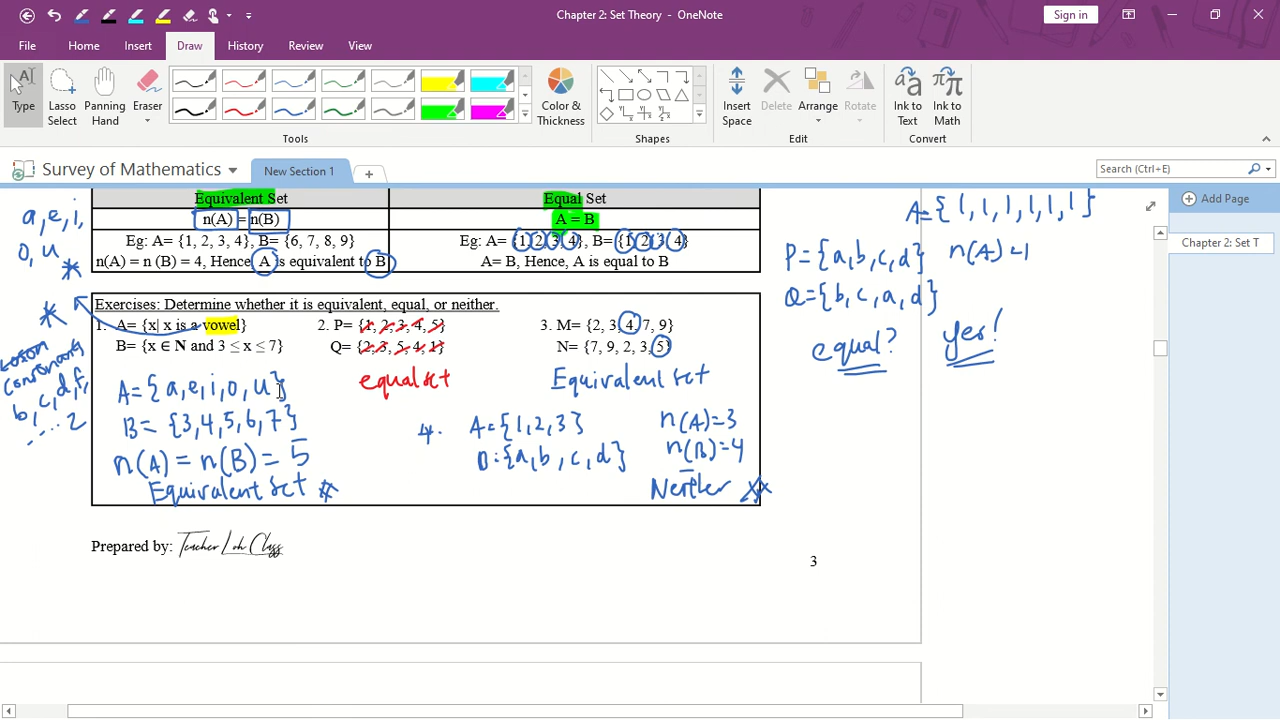 Chapter 2: Set Theory - OneNote
Sign in
File Home Insert Draw History Review View
Type
Lasso Select
Panning Hand
Eraser
Color & Thickness
Insert Space
Delete
Arrange
Rotate
Ink to Text
Ink to Math
Tools
Shapes
Edit
Convert
Survey of Mathematics
New Section 1
Search (Ctrl+E)
Add Page
Chapter 2: Set T
Equivalent Set
Equal Set
n(A) = n(B)
A = B
Eg: A= {1, 2, 3, 4}, B= {6, 7, 8, 9}
Eg: A= {1, 2, 3, 4}, B= {1, 2, 3, 4}
n(A) = n (B) = 4, Hence A is equivalent to B
A= B, Hence, A is equal to B
a, e, i,
o, u
A={1,1,1,1,1,1}
P={a,b,c,d} n(A)=1
Q={b,c,a,d}
equal? yes!
Exercises: Determine whether it is equivalent, equal, or neither.
1. A= {x| x is a vowel}
B= {x ∈ N and 3 ≤ x ≤ 7}
2. P= {1, 2, 3, 4, 5}
Q= {2, 3, 5, 4, 1}
3. M= {2, 3, 4, 7, 9}
N= {7, 9, 2, 3, 5}
b, c, d, f,
.... z
A={a,e,i,o,u}
B= {3,4,5,6,7}
n(A) = n(B) = 5
Equivalent set
equal set
Equivalent set
4. A={1,2,3} n(A)=3
B={a,b,c,d} n(B)=4
Neither
Prepared by: Teacher Loh Class
3